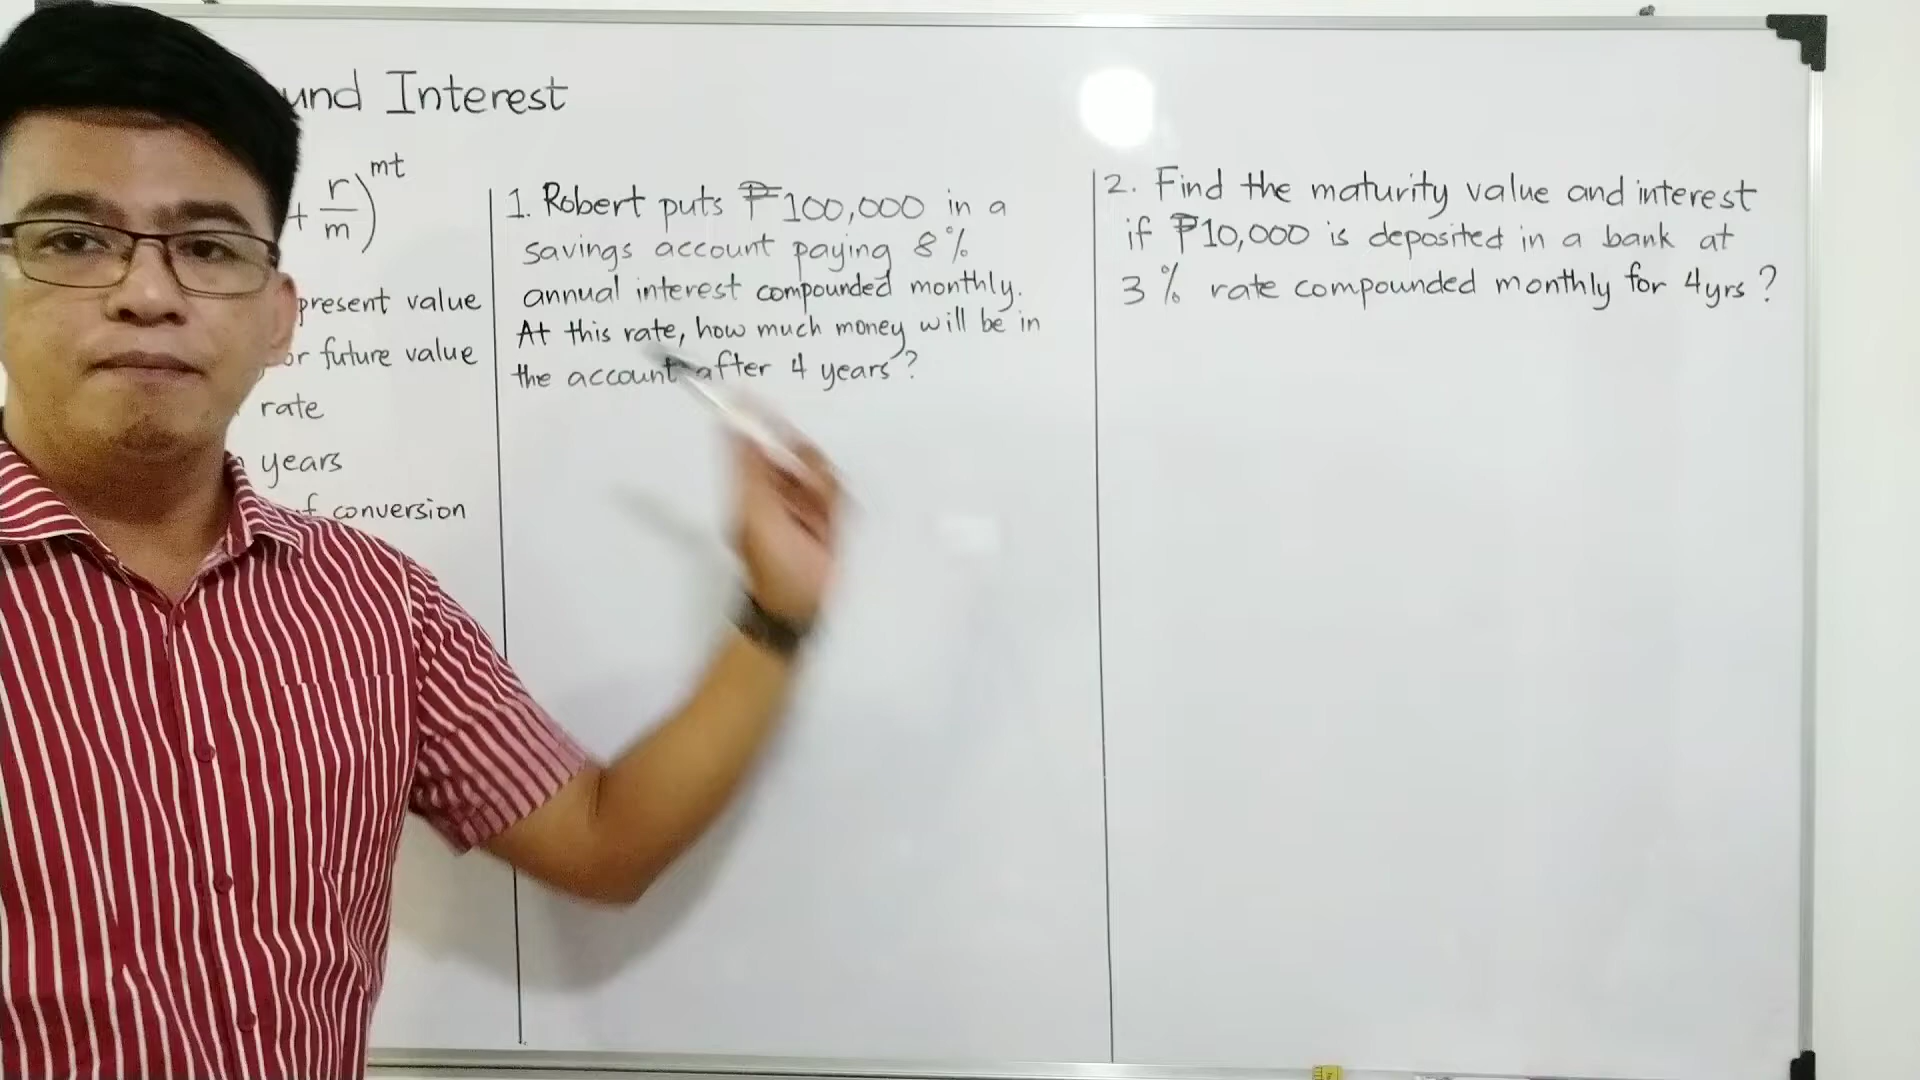 und Interest
+ r/m)^mt
present value
or future value
rate
years
of conversion
1. Robert puts ₱100,000 in a
savings account paying 8%
annual interest compounded monthly.
At this rate, how much money will be in
the account after 4 years?
2. Find the maturity value and interest
if ₱10,000 is deposited in a bank at
3% rate compounded monthly for 4yrs?